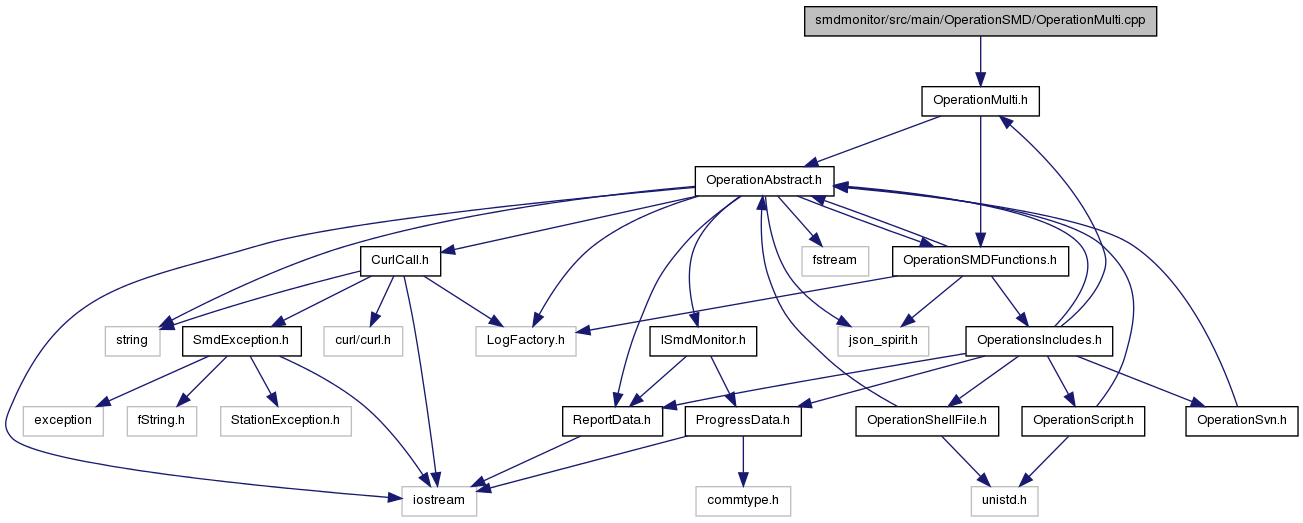 smdmonitor/src/main/OperationSMD/OperationMulti.cpp
OperationMulti.h
OperationAbstract.h
CurlCall.h
fstream
OperationSMDFunctions.h
string
SmdException.h
curl/curl.h
LogFactory.h
ISmdMonitor.h
json_spirit.h
OperationsIncludes.h
exception
fString.h
StationException.h
ReportData.h
ProgressData.h
OperationShellFile.h
OperationScript.h
OperationSvn.h
iostream
commtype.h
unistd.h